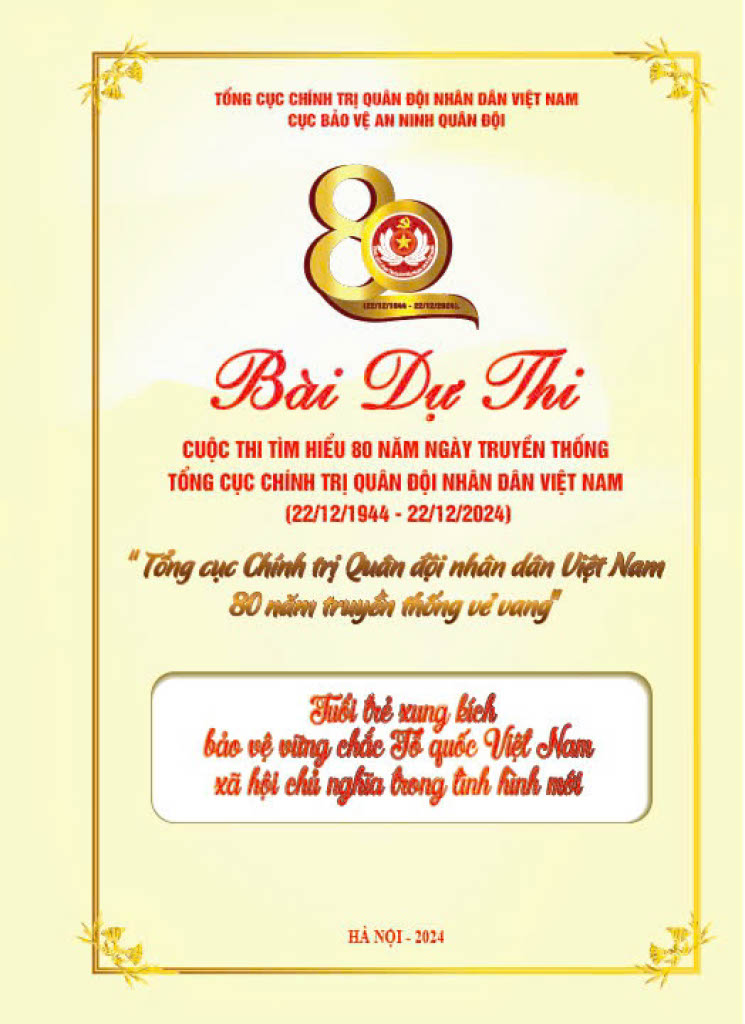 TỔNG CỤC CHÍNH TRỊ QUÂN ĐỘI NHÂN DÂN VIỆT NAM
CỤC BẢO VỆ AN NINH QUÂN ĐỘI
80
(22/12/1944 - 22/12/2024)
Bài Dự Thi
CUỘC THI TÌM HIỂU 80 NĂM NGÀY TRUYỀN THỐNG
TỔNG CỤC CHÍNH TRỊ QUÂN ĐỘI NHÂN DÂN VIỆT NAM
(22/12/1944 - 22/12/2024)
"Tổng cục Chính trị Quân đội nhân dân Việt Nam
80 năm truyền thống vẻ vang"
Tuổi trẻ xung kích
bảo vệ vững chắc Tổ quốc Việt Nam
xã hội chủ nghĩa trong tình hình mới
HÀ NỘI - 2024